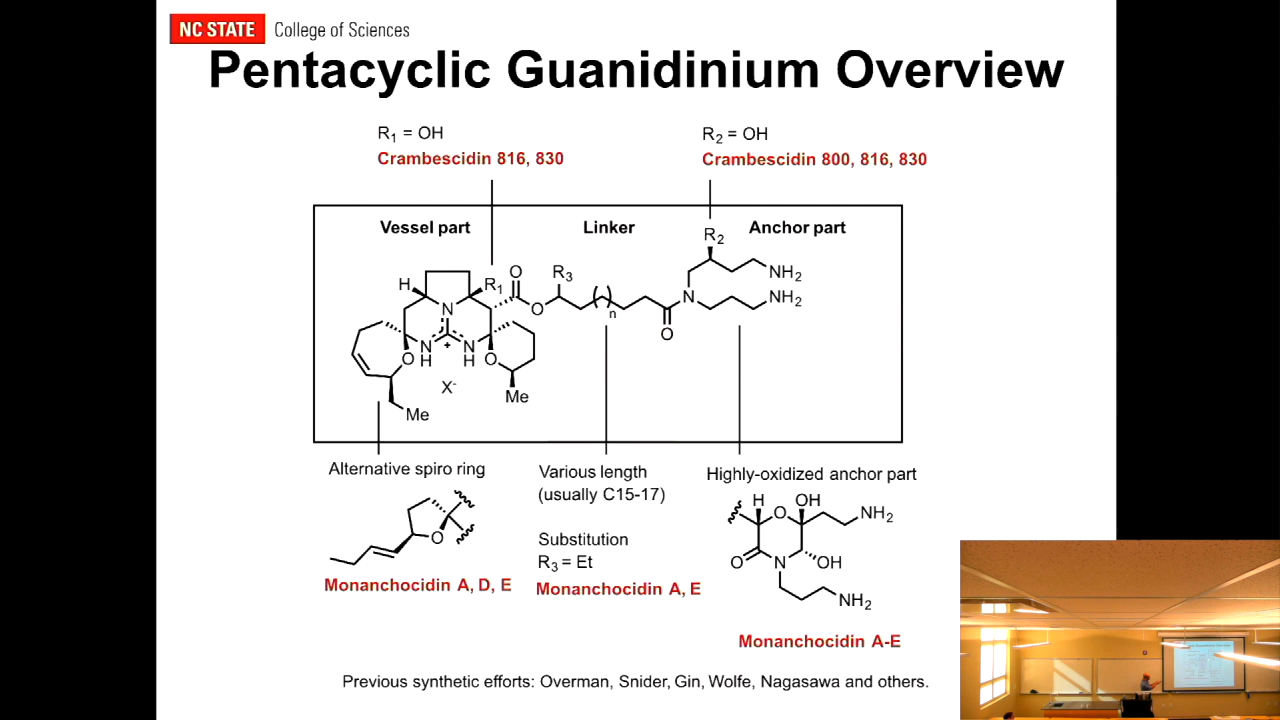 NC STATE College of Sciences
Pentacyclic Guanidinium Overview
R1 = OH
Crambescidin 816, 830
R2 = OH
Crambescidin 800, 816, 830
Vessel part
Linker
Anchor part
R2
NH2
H
R1
O
R3
N
NH2
O
n
O
N
O
N
H
+
N
H
O
X-
Me
Me
Alternative spiro ring
O
Monanchocidin A, D, E
Various length
(usually C15-17)
Substitution
R3 = Et
Monanchocidin A, E
Highly-oxidized anchor part
H
O
OH
NH2
O
N
OH
NH2
Monanchocidin A-E
Previous synthetic efforts: Overman, Snider, Gin, Wolfe, Nagasawa and others.